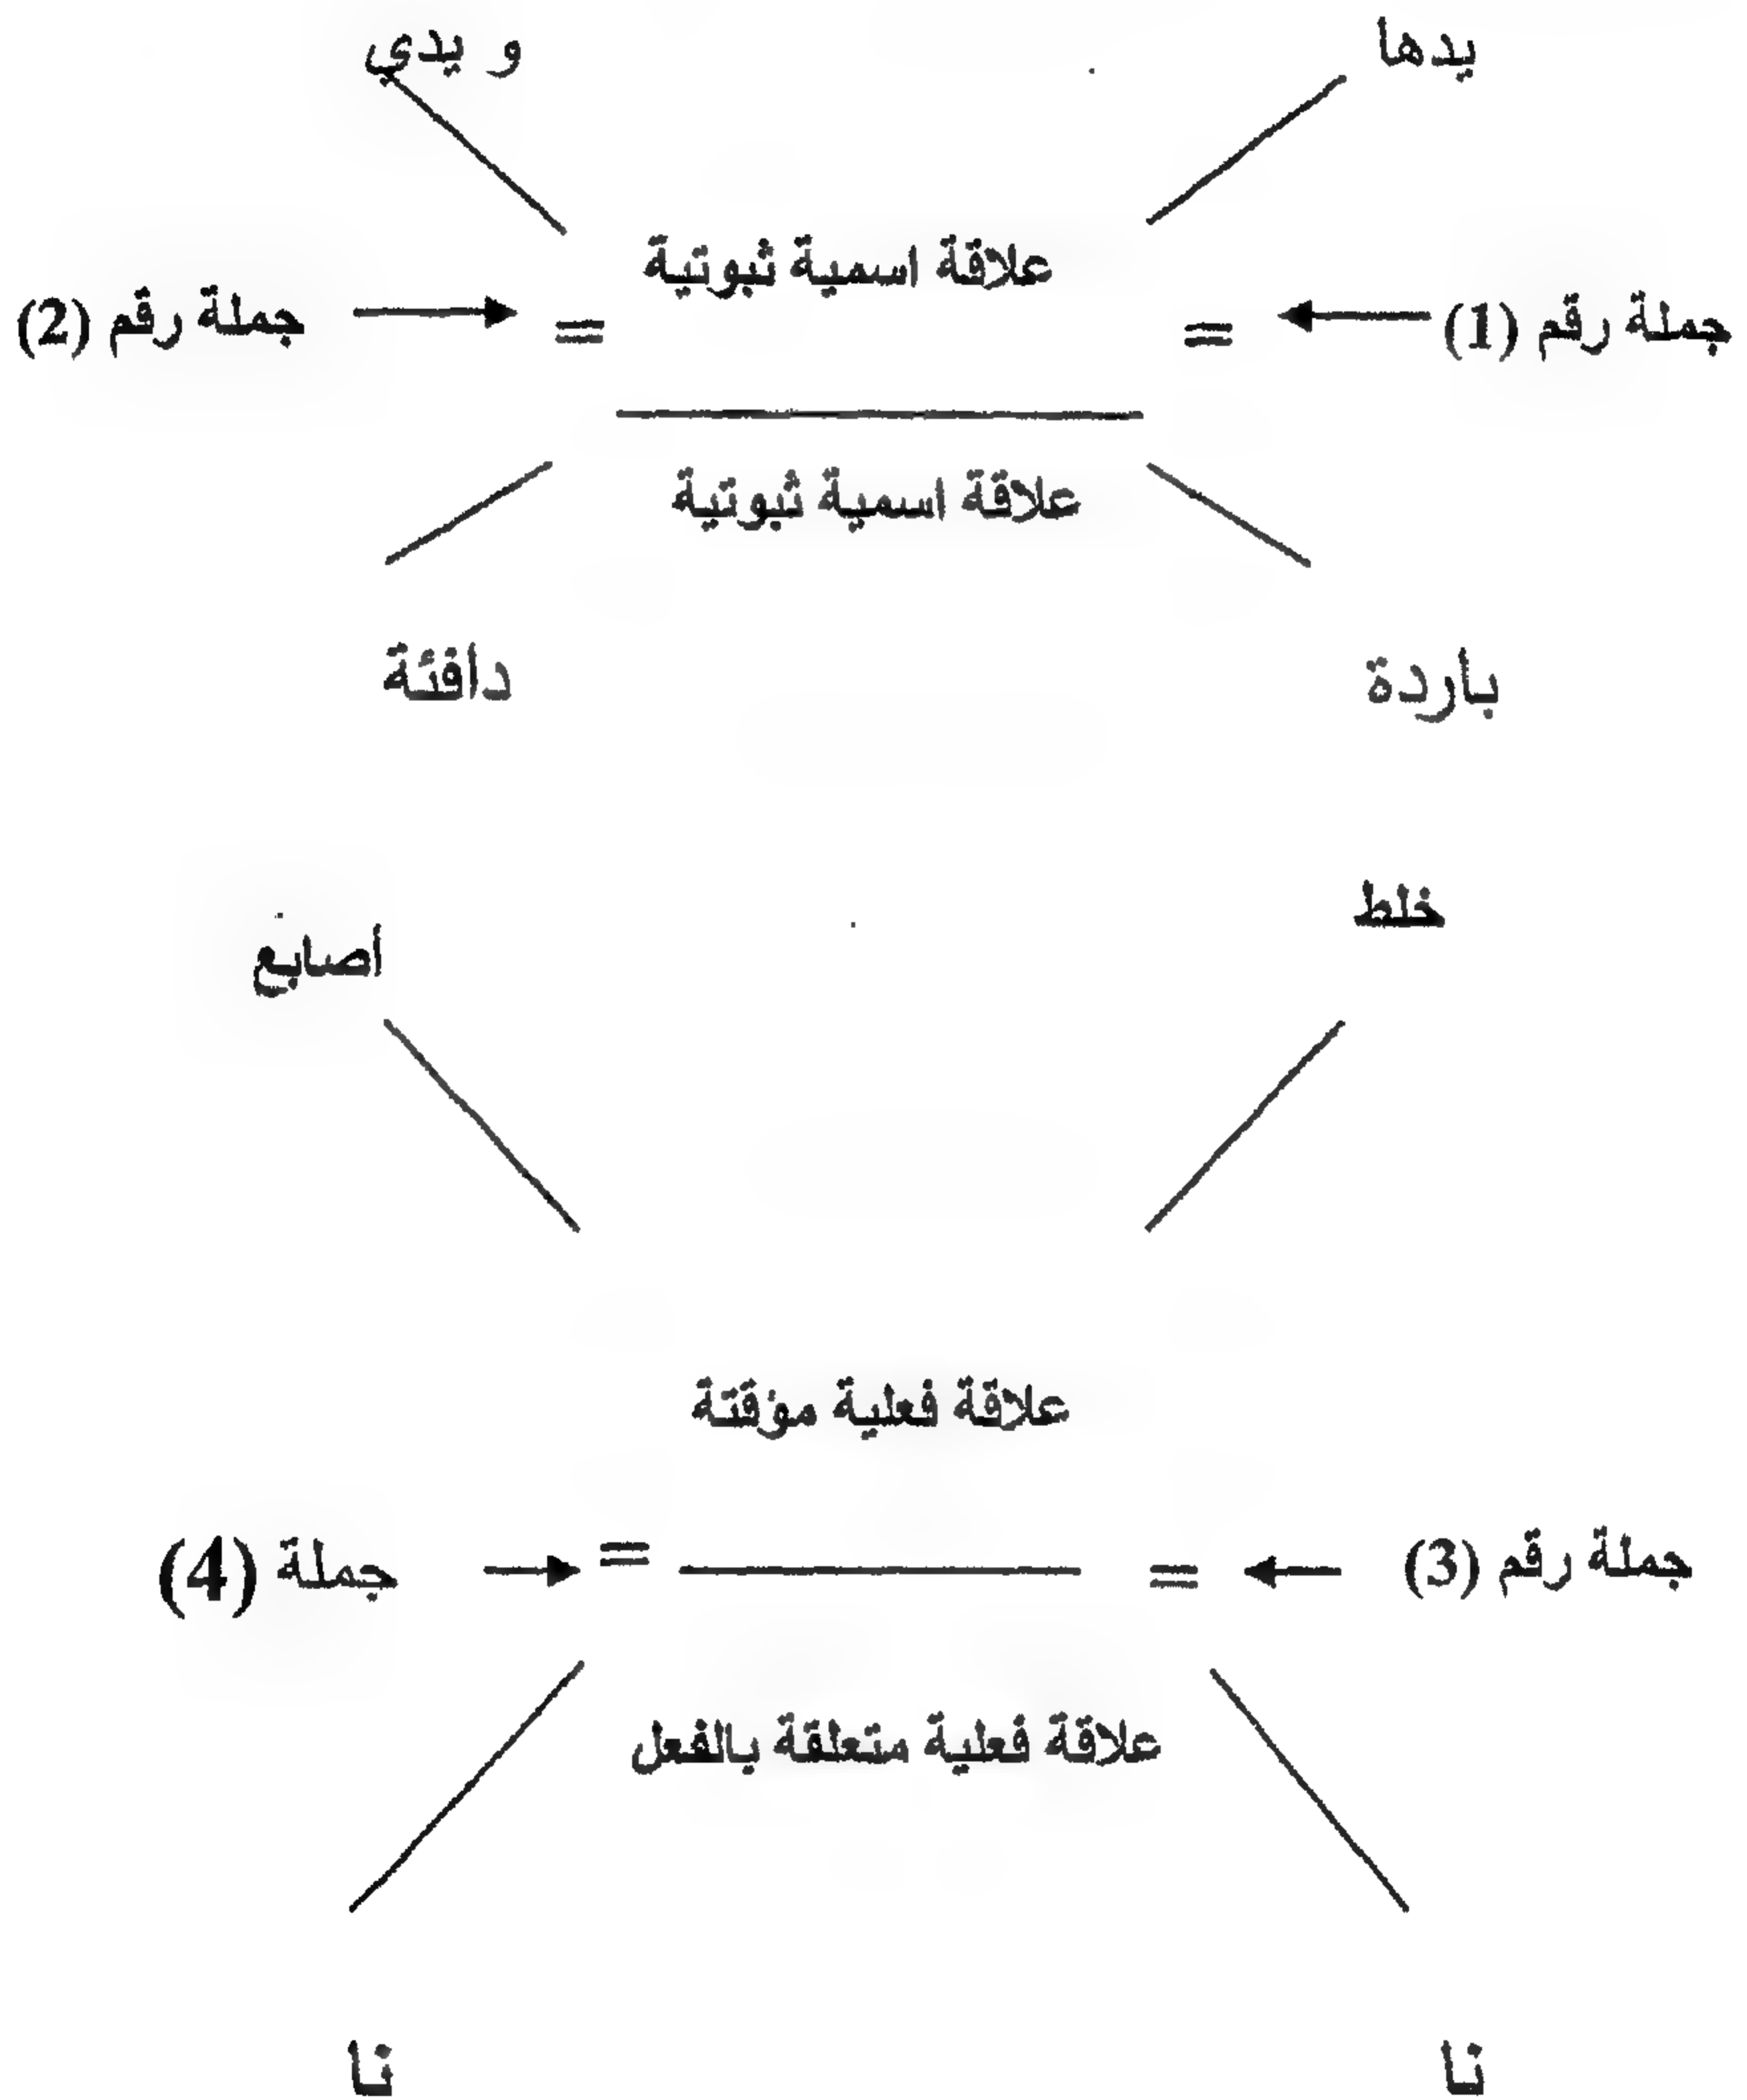 يدها
و يدي
علاقة اسمية ثبوتية
جملة رقم (1)
=
=
جملة رقم (2)
علاقة اسمية ثبوتية
باردة
دافئة
خلط
أصابع
علاقة فعلية مؤقتة
جملة رقم (3)
=
=
جملة (4)
علاقة فعلية متعلقة بالفعل
نا
نا